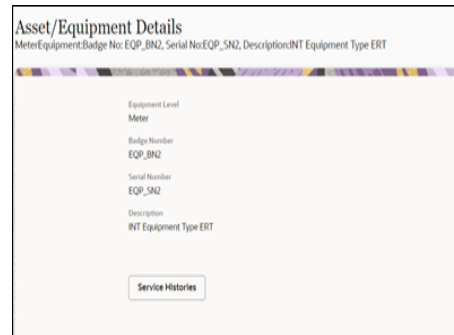 Asset/Equipment Details
MeterEquipment:Badge No: EQP_BN2, Serial No:EQP_SN2, Description:INT Equipment Type ERT
Equipment Level
Meter
Badge Number
EQP_BN2
Serial Number
EQP_SN2
Description
INT Equipment Type ERT
Service Histories